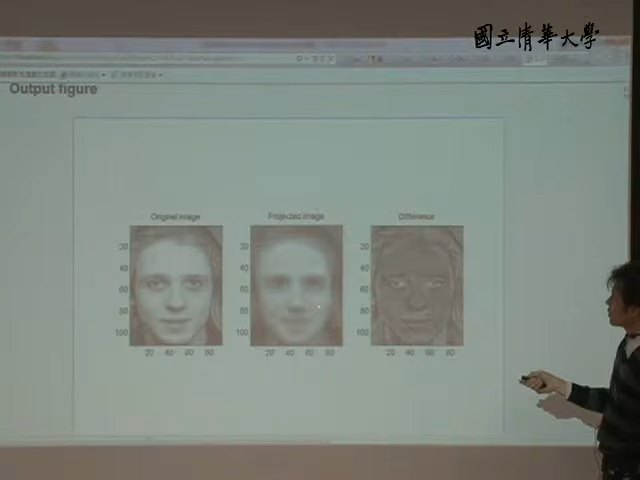 國立清華大學
Output figure
Original image Projected image Difference
20 20 20
40 40 40
60 60 60
80 80 80
100 100 100
20 40 60 80 20 40 60 80 20 40 60 80